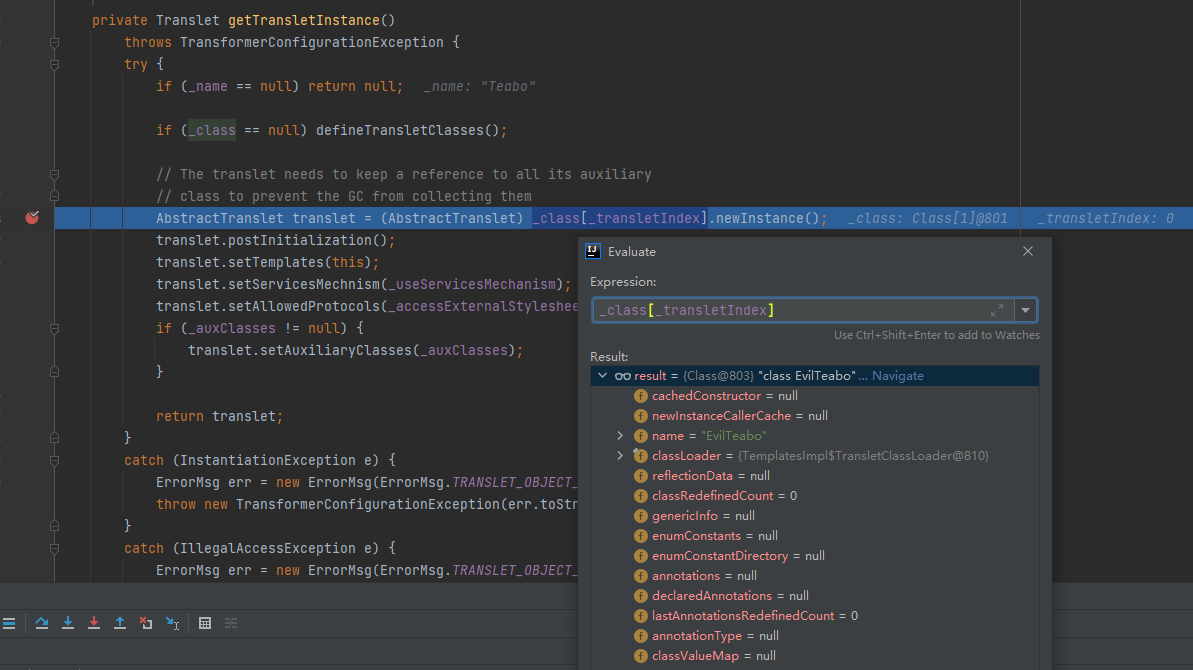 private Translet getTransletInstance()
throws TransformerConfigurationException {
try {
if (_name == null) return null; _name: "Teabo"
if (_class == null) defineTransletClasses();
// The translet needs to keep a reference to all its auxiliary
// class to prevent the GC from collecting them
AbstractTranslet translet = (AbstractTranslet) _class[_transletIndex].newInstance(); _class: Class[1]@801 _transletIndex: 0
translet.postInitialization();
translet.setTemplates(this);
translet.setServicesMechnism(_useServicesMechanism);
translet.setAllowedProtocols(_accessExternalStyleshee
if (_auxClasses != null) {
translet.setAuxiliaryClasses(_auxClasses);
}
return translet;
}
catch (InstantiationException e) {
ErrorMsg err = new ErrorMsg(ErrorMsg.TRANSLET_OBJECT_
throw new TransformerConfigurationException(err.toStr
}
catch (IllegalAccessException e) {
ErrorMsg err = new ErrorMsg(ErrorMsg.TRANSLET_OBJECT_
IJ Evaluate
Expression:
_class[_transletIndex]
Use Ctrl+Shift+Enter to add to Watches
Result:
result = {Class@803} "class EvilTeabo"... Navigate
f cachedConstructor = null
f newInstanceCallerCache = null
f name = "EvilTeabo"
f classLoader = {TemplatesImpl$TransletClassLoader@810}
f reflectionData = null
f classRedefinedCount = 0
f genericInfo = null
f enumConstants = null
f enumConstantDirectory = null
f annotations = null
f declaredAnnotations = null
f lastAnnotationsRedefinedCount = 0
f annotationType = null
f classValueMap = null